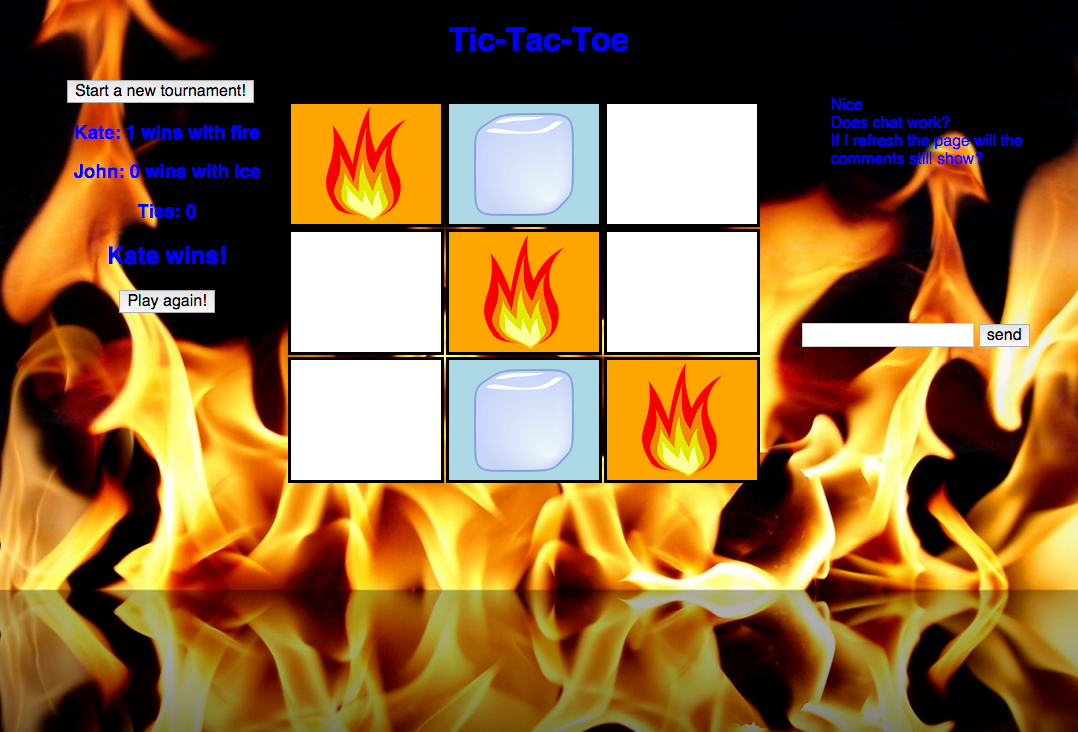 Tic-Tac-Toe
Start a new tournament!
Kate: 1 wins with fire
John: 0 wins with ice
Ties: 0
Kate wins!
Play again!
Nice
Does chat work?
If I refresh the page will the
comments still show?
send